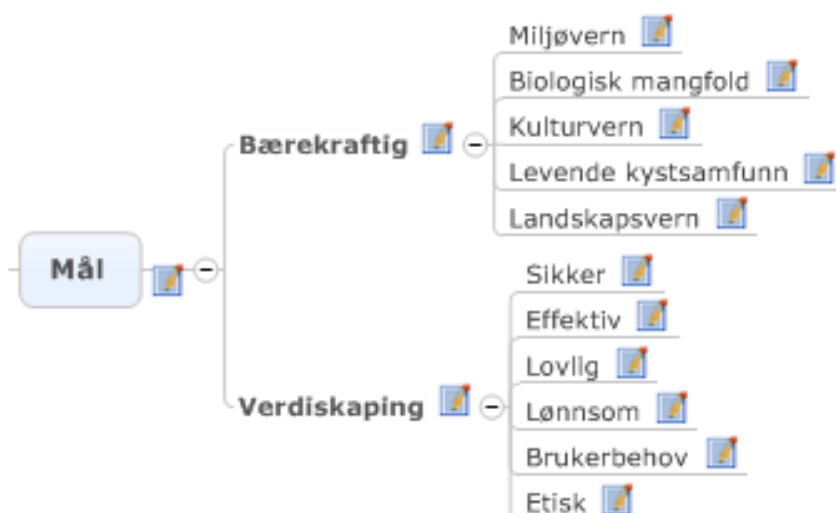 Miljøvern
Biologisk mangfold
Bærekraftig
Kulturvern
Levende kystsamfunn
Landskapsvern
Mål
Sikker
Effektiv
Lovlig
Verdiskaping
Lønnsom
Brukerbehov
Etisk